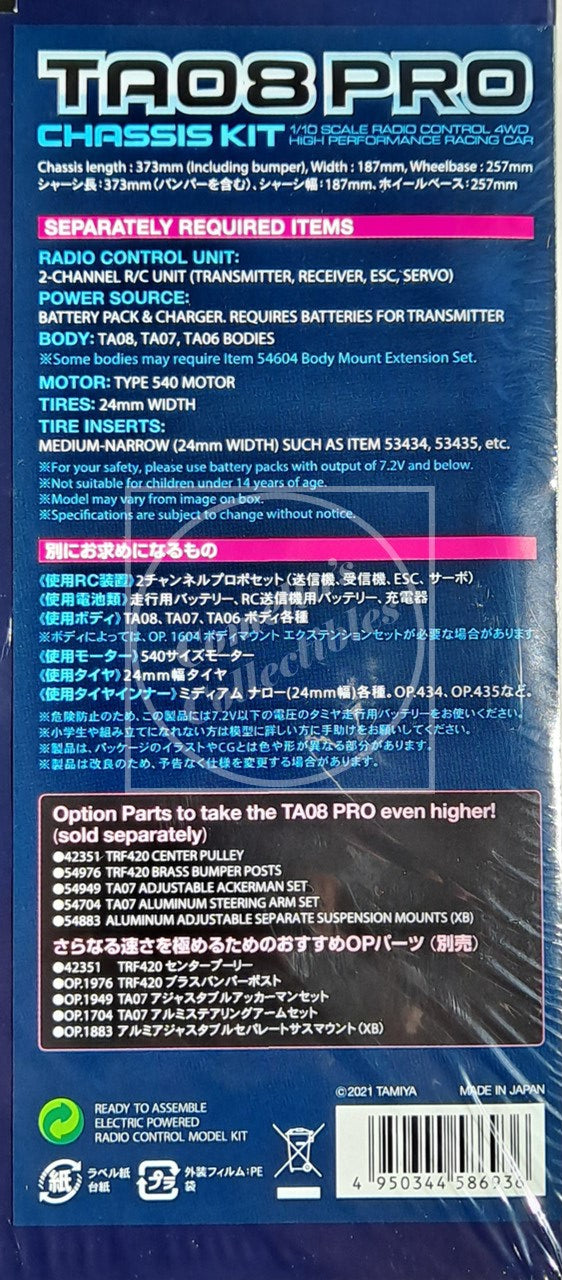 TA08 PRO
CHASSIS KIT 1/10 SCALE RADIO CONTROL 4WD
HIGH PERFORMANCE RACING CAR
Chassis length : 373mm (Including bumper), Width : 187mm, Wheelbase : 257mm
シャーシ長：373mm（バンパーを含む）、シャーシ幅：187mm、ホイールベース：257mm
SEPARATELY REQUIRED ITEMS
RADIO CONTROL UNIT:
2-CHANNEL R/C UNIT (TRANSMITTER, RECEIVER, ESC, SERVO)
POWER SOURCE:
BATTERY PACK & CHARGER. REQUIRES BATTERIES FOR TRANSMITTER
BODY: TA08, TA07, TA06 BODIES
※Some bodies may require Item 54604 Body Mount Extension Set.
MOTOR: TYPE 540 MOTOR
TIRES: 24mm WIDTH
TIRE INSERTS:
MEDIUM-NARROW (24mm WIDTH) SUCH AS ITEM 53434, 53435, etc.
※For your safety, please use battery packs with output of 7.2V and below.
※Not suitable for children under 14 years of age.
※Model may vary from image on box.
※Specifications are subject to change without notice.
別にお求めになるもの
《使用RC装置》2チャンネルプロポセット（送信機、受信機、ESC、サーボ）
《使用電池類》走行用バッテリー、RC送信機用バッテリー、充電器
《使用ボディ》TA08、TA07、TA06 ボディ各種
※ボディによっては、OP. 1604 ボディマウント エクステンションセットが必要な場合があります。
《使用モーター》540サイズモーター
《使用タイヤ》24mm幅タイヤ
《使用タイヤインナー》ミディアム ナロー（24mm幅）各種。OP.434、OP.435など。
※危険防止のため、この製品には7.2V以下の電圧のタミヤ走行用バッテリーをお使いください。
※小学生や組み立てになれない方は模型に詳しい方に手助けをお願いしてください。
※製品は、パッケージのイラストやCGとは色や形が異なる部分があります。
※製品は改良のため、予告なく仕様を変更する場合があります。
Collectibles
Option Parts to take the TA08 PRO even higher!
(sold separately)
●42351 TRF420 CENTER PULLEY
●54976 TRF420 BRASS BUMPER POSTS
●54949 TA07 ADJUSTABLE ACKERMAN SET
●54704 TA07 ALUMINUM STEERING ARM SET
●54883 ALUMINUM ADJUSTABLE SEPARATE SUSPENSION MOUNTS (XB)
さらなる速さを極めるためのおすすめOPパーツ（別売）
●42351 TRF420 センタープーリー
●OP.1976 TRF420 ブラスバンパーポスト
●OP.1949 TA07 アジャスタブルアッカーマンセット
●OP.1704 TA07 アルミステアリングアームセット
●OP.1883 アルミアジャスタブルセパレートサスマウント（XB）
©2021 TAMIYA MADE IN JAPAN
READY TO ASSEMBLE
ELECTRIC POWERED
RADIO CONTROL MODEL KIT
紙 ラベル紙
台紙
プラ 外装フィルム：PE
袋
4 950344 586936